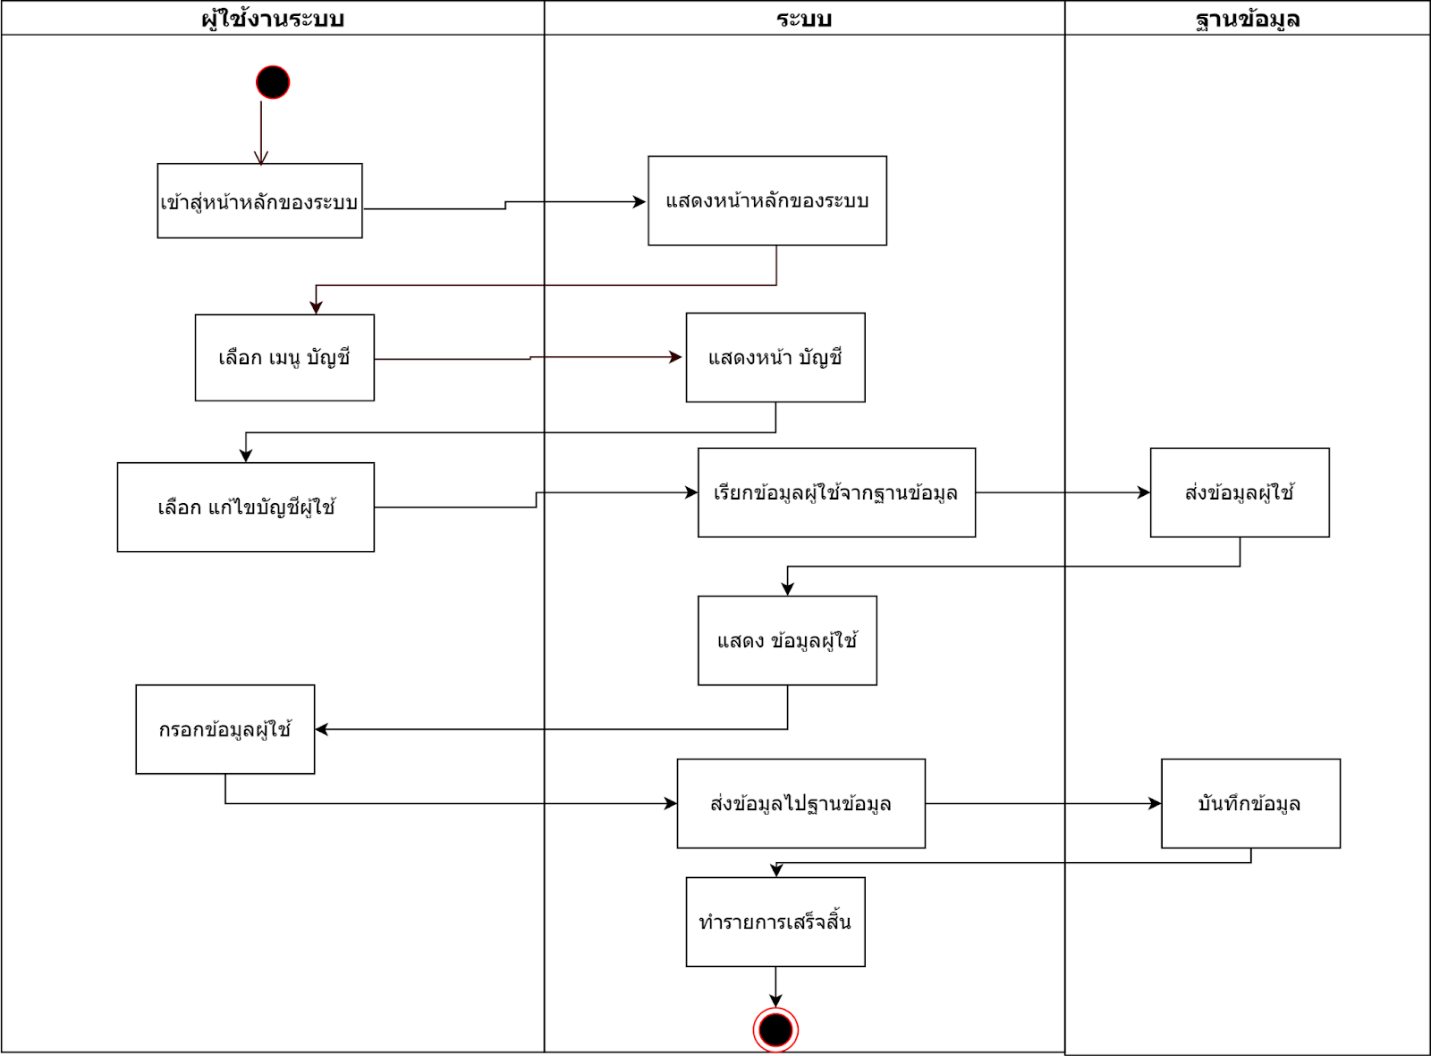 ผู้ใช้งานระบบ
ระบบ
ฐานข้อมูล
เข้าสู่หน้าหลักของระบบ
แสดงหน้าหลักของระบบ
เลือก เมนู บัญชี
แสดงหน้า บัญชี
เลือก แก้ไขบัญชีผู้ใช้
เรียกข้อมูลผู้ใช้จากฐานข้อมูล
ส่งข้อมูลผู้ใช้
แสดง ข้อมูลผู้ใช้
กรอกข้อมูลผู้ใช้
ส่งข้อมูลไปฐานข้อมูล
บันทึกข้อมูล
ทำรายการเสร็จสิ้น